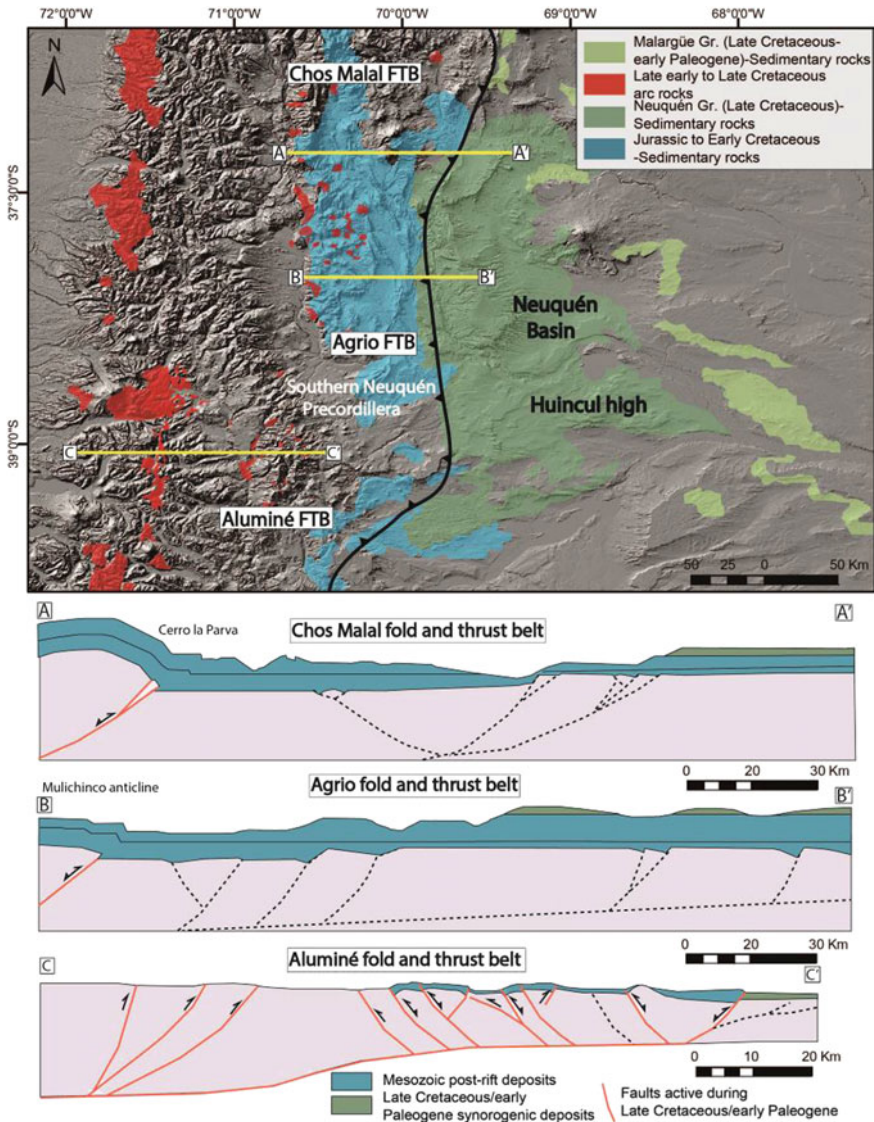 72°0'0"W 71°0'0"W 70°0'0"W 69°0'0"W 68°0'0"W
N
Chos Malal FTB
Malargüe Gr. (Late Cretaceous-
early Paleogene)-Sedimentary rocks
Late early to Late Cretaceous
arc rocks
Neuquén Gr. (Late Cretaceous)-
Sedimentary rocks
Jurassic to Early Cretaceous
-Sedimentary rocks
A A'
37°30'0"S
B B'
Neuquén
Basin
Agrio FTB
Southern Neuquén
Precordillera
Huincul high
39°0'0"S
C C'
Aluminé FTB
50 25 0 50 Km
A A'
Cerro la Parva
Chos Malal fold and thrust belt
0 10 20 30 Km
Mulichinco anticline
Agrio fold and thrust belt
B B'
0 10 20 30 Km
Aluminé fold and thrust belt
C C'
0 10 20 Km
Mesozoic post-rift deposits
Late Cretaceous/early
Paleogene synorogenic deposits
Faults active during
Late Cretaceous/early Paleogene